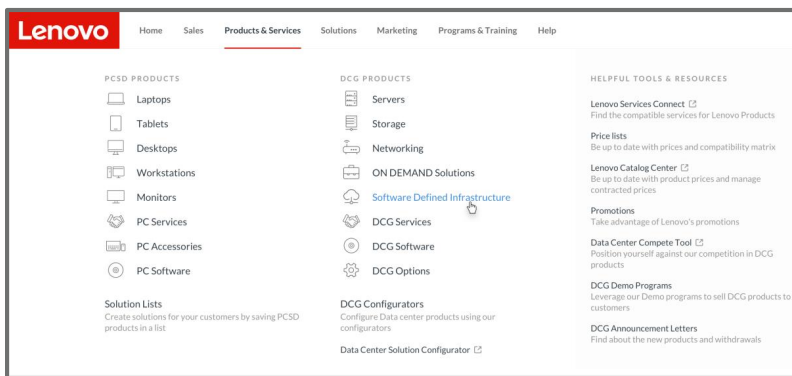 Lenovo
Home Sales Products & Services Solutions Marketing Programs & Training Help
PCSD PRODUCTS
Laptops
Tablets
Desktops
Workstations
Monitors
PC Services
PC Accessories
PC Software
Solution Lists
Create solutions for your customers by saving PCSD
products in a list
DCG PRODUCTS
Servers
Storage
Networking
ON DEMAND Solutions
Software Defined Infrastructure
DCG Services
DCG Software
DCG Options
DCG Configurators
Configure Data center products using our
configurators
Data Center Solution Configurator
HELPFUL TOOLS & RESOURCES
Lenovo Services Connect
Find the compatible services for Lenovo Products
Price lists
Be up to date with prices and compatibility matrix
Lenovo Catalog Center
Be up to date with product prices and manage
contracted prices
Promotions
Take advantage of Lenovo's promotions
Data Center Compete Tool
Position yourself against our competition in DCG
products
DCG Demo Programs
Leverage our Demo programs to sell DCG products to
customers
DCG Announcement Letters
Find about the new products and withdrawals